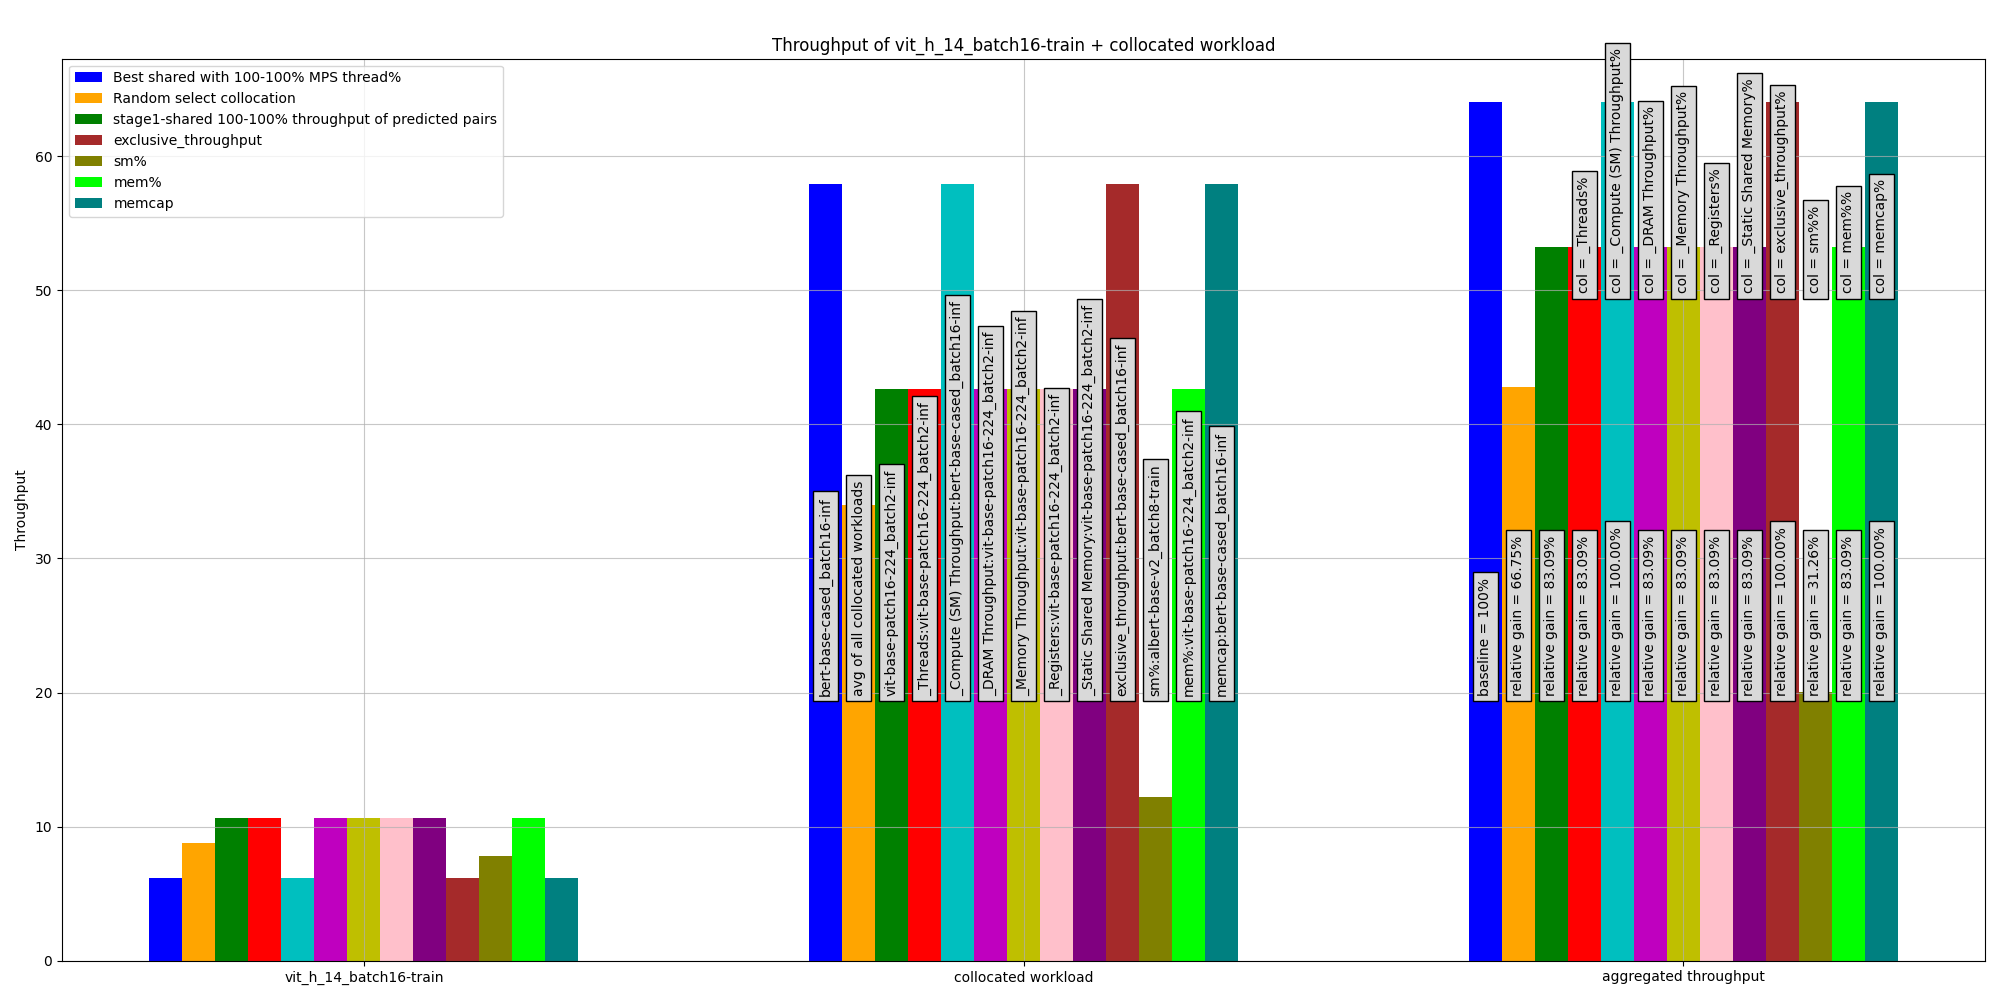 Throughput of vit_h_14_batch16-train + collocated workload
Best shared with 100-100% MPS thread%
Random select collocation
stage1-shared 100-100% throughput of predicted pairs
exclusive_throughput
sm%
mem%
memcap
Throughput
60
50
40
30
20
10
0
bert-base-cased_batch16-inf
avg of all collocated workloads
vit-base-patch16-224_batch2-inf
_Threads:vit-base-patch16-224_batch2-inf
_Compute (SM) Throughput:bert-base-cased_batch16-inf
_DRAM Throughput:vit-base-patch16-224_batch2-inf
_Memory Throughput:vit-base-patch16-224_batch2-inf
_Registers:vit-base-patch16-224_batch2-inf
_Static Shared Memory:vit-base-patch16-224_batch2-inf
exclusive_throughput:bert-base-cased_batch16-inf
sm%:albert-base-v2_batch8-train
mem%:vit-base-patch16-224_batch2-inf
memcap:bert-base-cased_batch16-inf
col = _Threads%
col = _Compute (SM) Throughput%
col = _DRAM Throughput%
col = _Memory Throughput%
col = _Registers%
col = _Static Shared Memory%
col = exclusive_throughput%
col = sm%%
col = mem%%
col = memcap%
baseline = 100%
relative gain = 66.75%
relative gain = 83.09%
relative gain = 83.09%
relative gain = 100.00%
relative gain = 83.09%
relative gain = 83.09%
relative gain = 83.09%
relative gain = 83.09%
relative gain = 100.00%
relative gain = 31.26%
relative gain = 83.09%
relative gain = 100.00%
vit_h_14_batch16-train
collocated workload
aggregated throughput